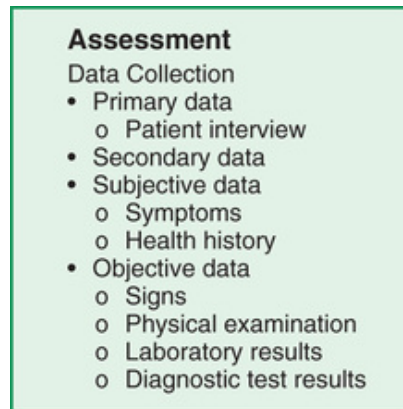 Assessment
Data Collection
• Primary data
o Patient interview
• Secondary data
• Subjective data
o Symptoms
o Health history
• Objective data
o Signs
o Physical examination
o Laboratory results
o Diagnostic test results